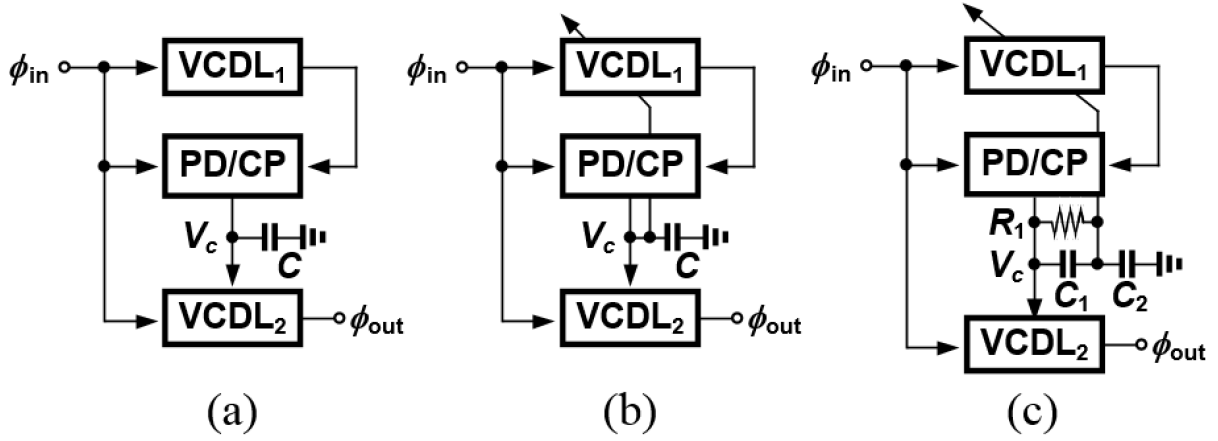 ϕin VCDL1
PD/CP
Vc
C
VCDL2 ϕout
(a)
ϕin VCDL1
PD/CP
Vc
C
VCDL2 ϕout
(b)
ϕin VCDL1
PD/CP
R1
Vc
C1 C2
VCDL2 ϕout
(c)